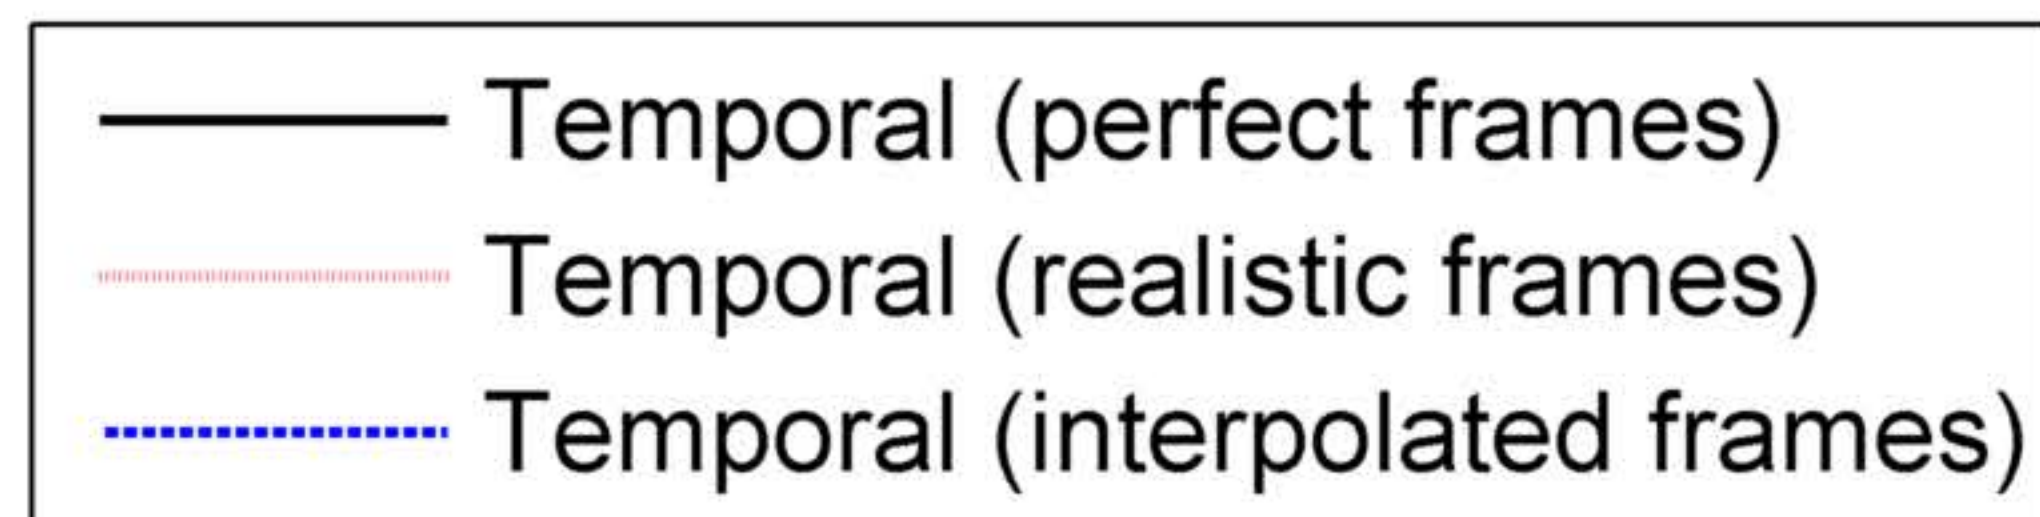 Temporal (perfect frames)
Temporal (realistic frames)
Temporal (interpolated frames)